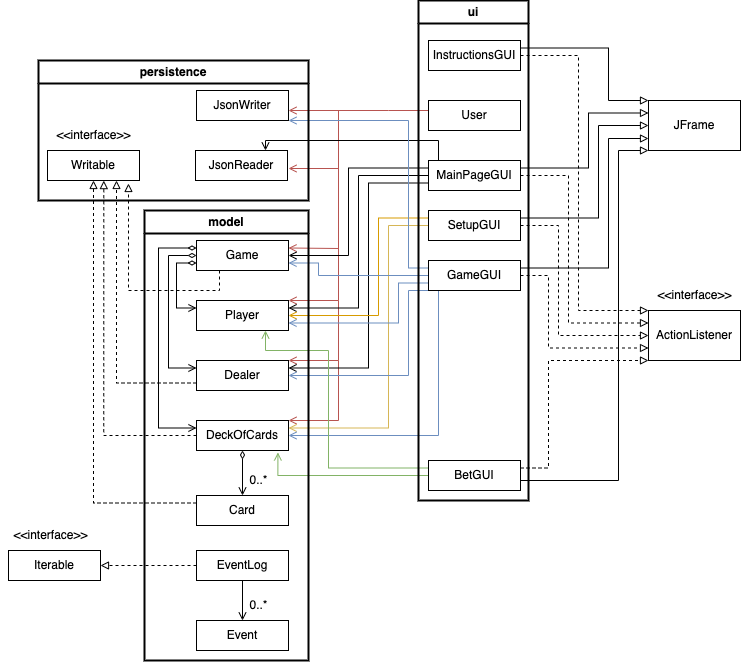 ui
InstructionsGUI
persistence
JsonWriter
User
JFrame
<<interface>>
Writable
JsonReader
MainPageGUI
model
SetupGUI
Game
GameGUI
<<interface>>
Player
ActionListener
Dealer
DeckOfCards
0..*
BetGUI
Card
<<interface>>
Iterable
EventLog
0..*
Event